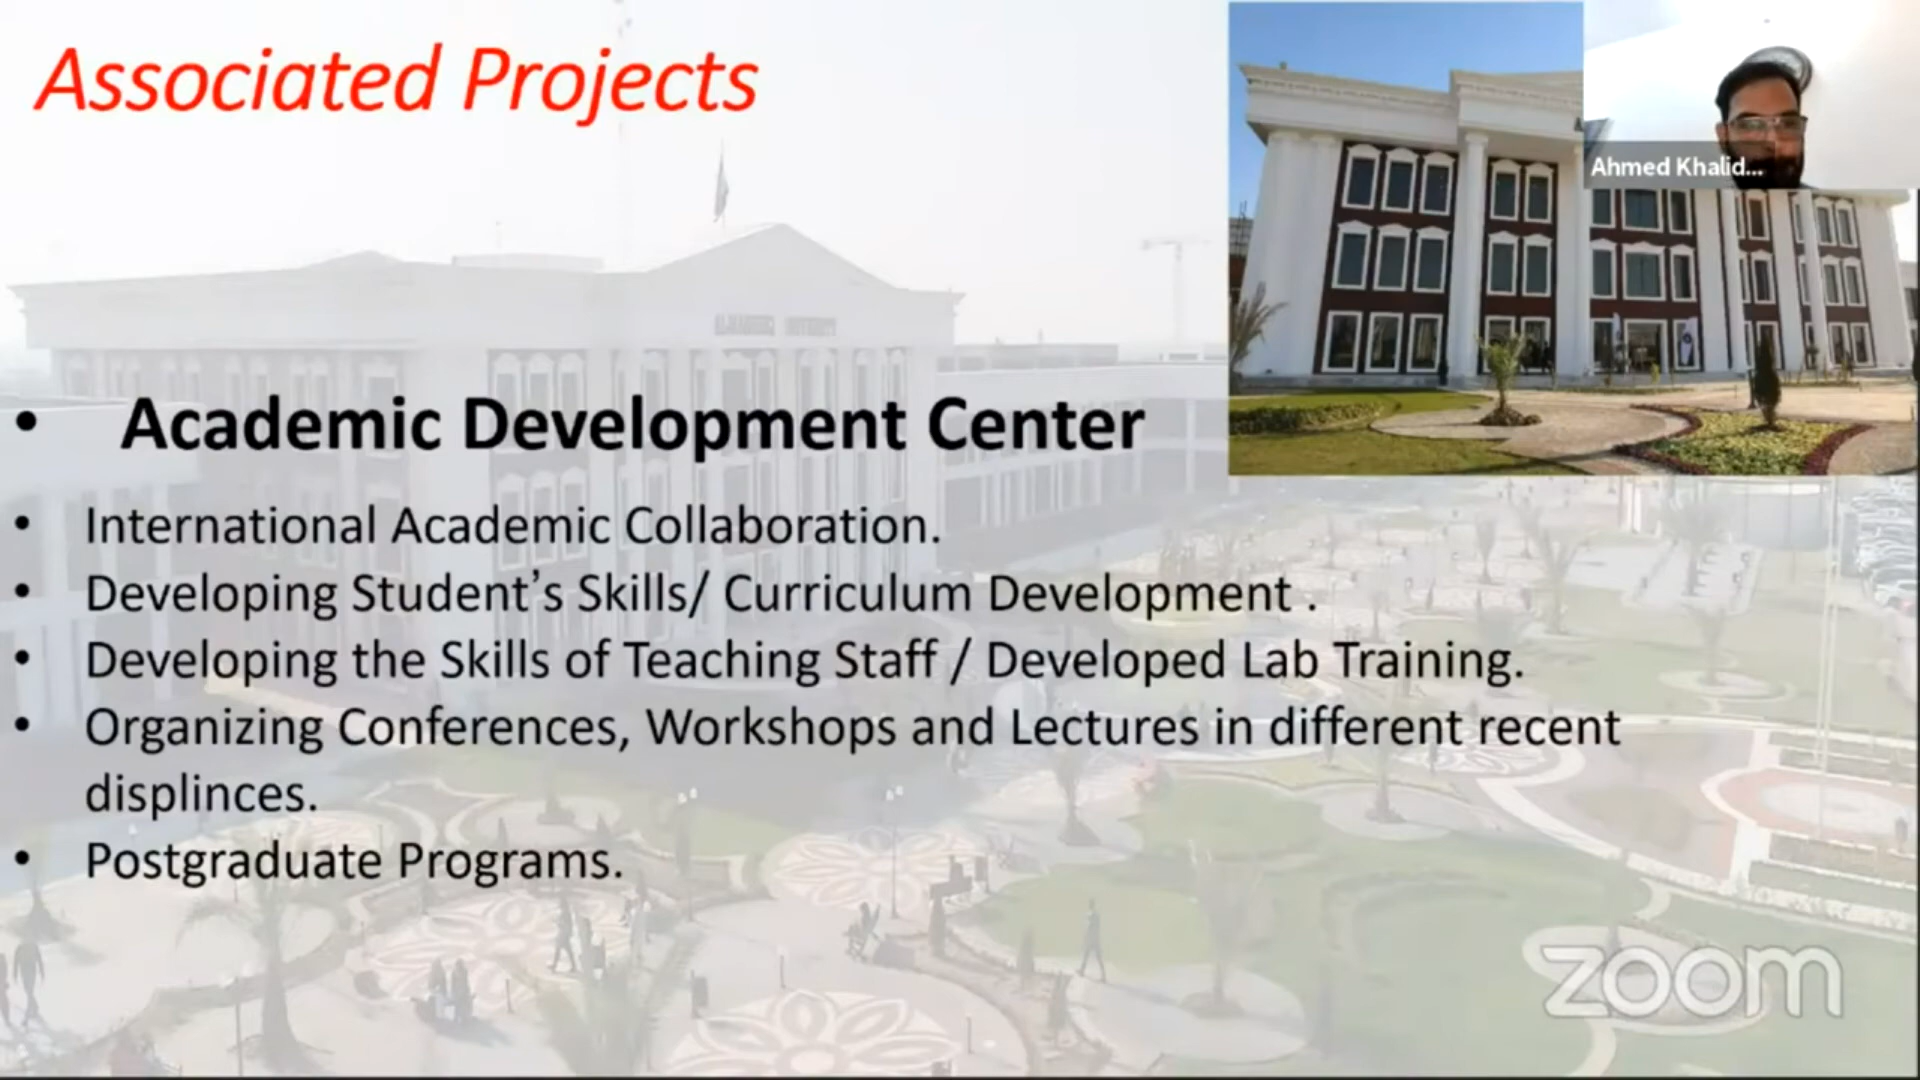 Associated Projects
Ahmed Khalid...
• Academic Development Center
• International Academic Collaboration.
• Developing Student’s Skills/ Curriculum Development .
• Developing the Skills of Teaching Staff / Developed Lab Training.
• Organizing Conferences, Workshops and Lectures in different recent
displinces.
• Postgraduate Programs.
zoom